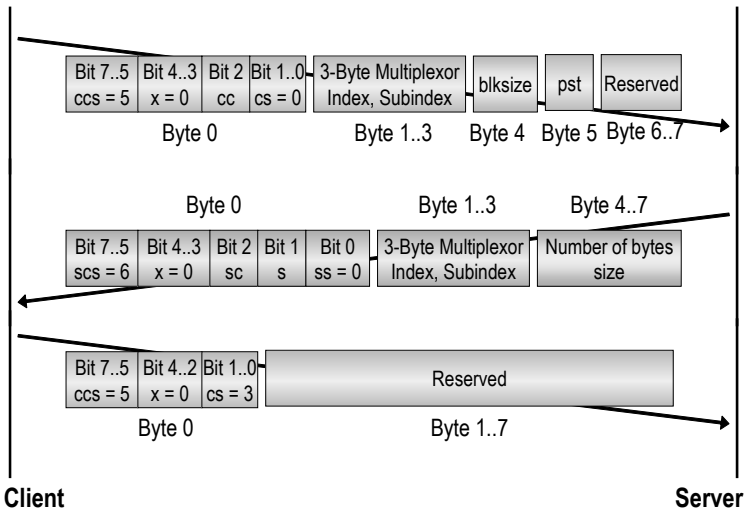 Bit 7..5 Bit 4..3 Bit 2 Bit 1..0 3-Byte Multiplexor blksize pst Reserved
ccs = 5 x = 0 cc cs = 0 Index, Subindex
Byte 0 Byte 1..3 Byte 4 Byte 5 Byte 6..7
Byte 0 Byte 1..3 Byte 4..7
Bit 7..5 Bit 4..3 Bit 2 Bit 1 Bit 0 3-Byte Multiplexor Number of bytes
scs = 6 x = 0 sc s ss = 0 Index, Subindex size
Bit 7..5 Bit 4..2 Bit 1..0 Reserved
ccs = 5 x = 0 cs = 3
Byte 0 Byte 1..7
Client Server